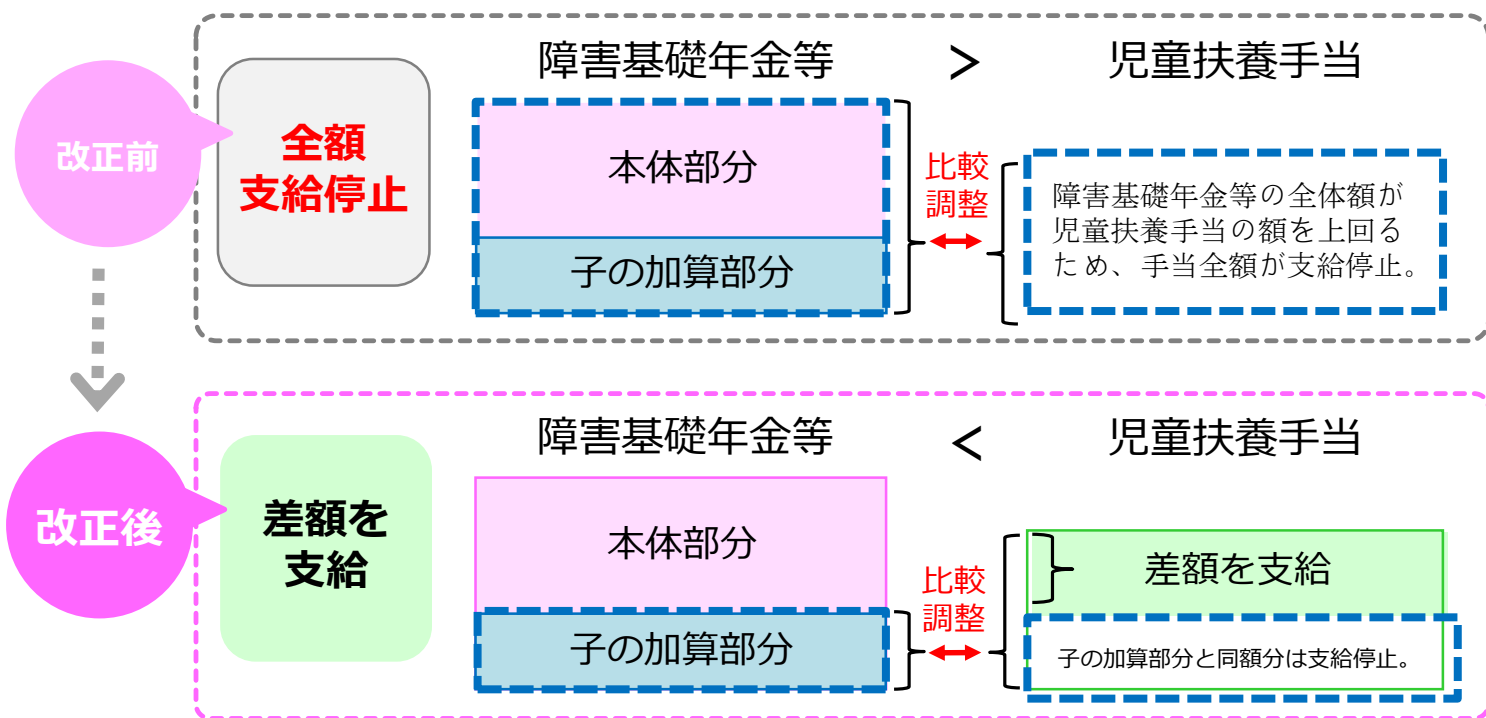 障害基礎年金等 > 児童扶養手当
改正前
全額
支給停止
本体部分
子の加算部分
比較
調整
障害基礎年金等の全体額が
児童扶養手当の額を上回る
ため、手当全額が支給停止。
障害基礎年金等 < 児童扶養手当
改正後
差額を
支給
本体部分
子の加算部分
比較
調整
差額を支給
子の加算部分と同額分は支給停止。